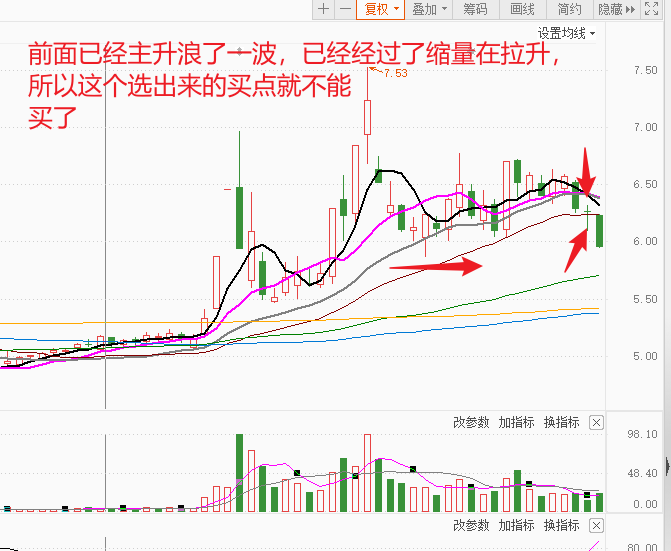 复权 叠加 筹码 画线 简约 隐藏
设置均线
前面已经主升浪了一波，已经经过了缩量在拉升，
所以这个选出来的买点就不能
买了
7.53
7.50
7.00
6.50
6.00
5.50
5.00
改参数 加指标 换指标
98.10
48.40
0.00
改参数 加指标 换指标
80.00